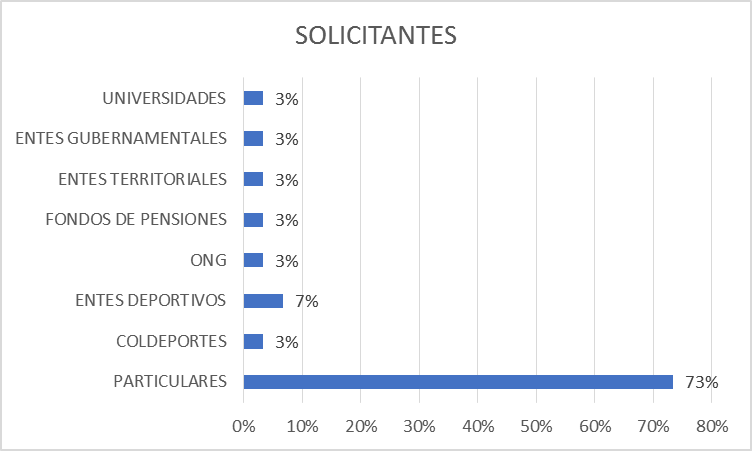 SOLICITANTES
UNIVERSIDADES 3%
ENTES GUBERNAMENTALES 3%
ENTES TERRITORIALES 3%
FONDOS DE PENSIONES 3%
ONG 3%
ENTES DEPORTIVOS 7%
COLDEPORTES 3%
PARTICULARES 73%
0% 10% 20% 30% 40% 50% 60% 70% 80%